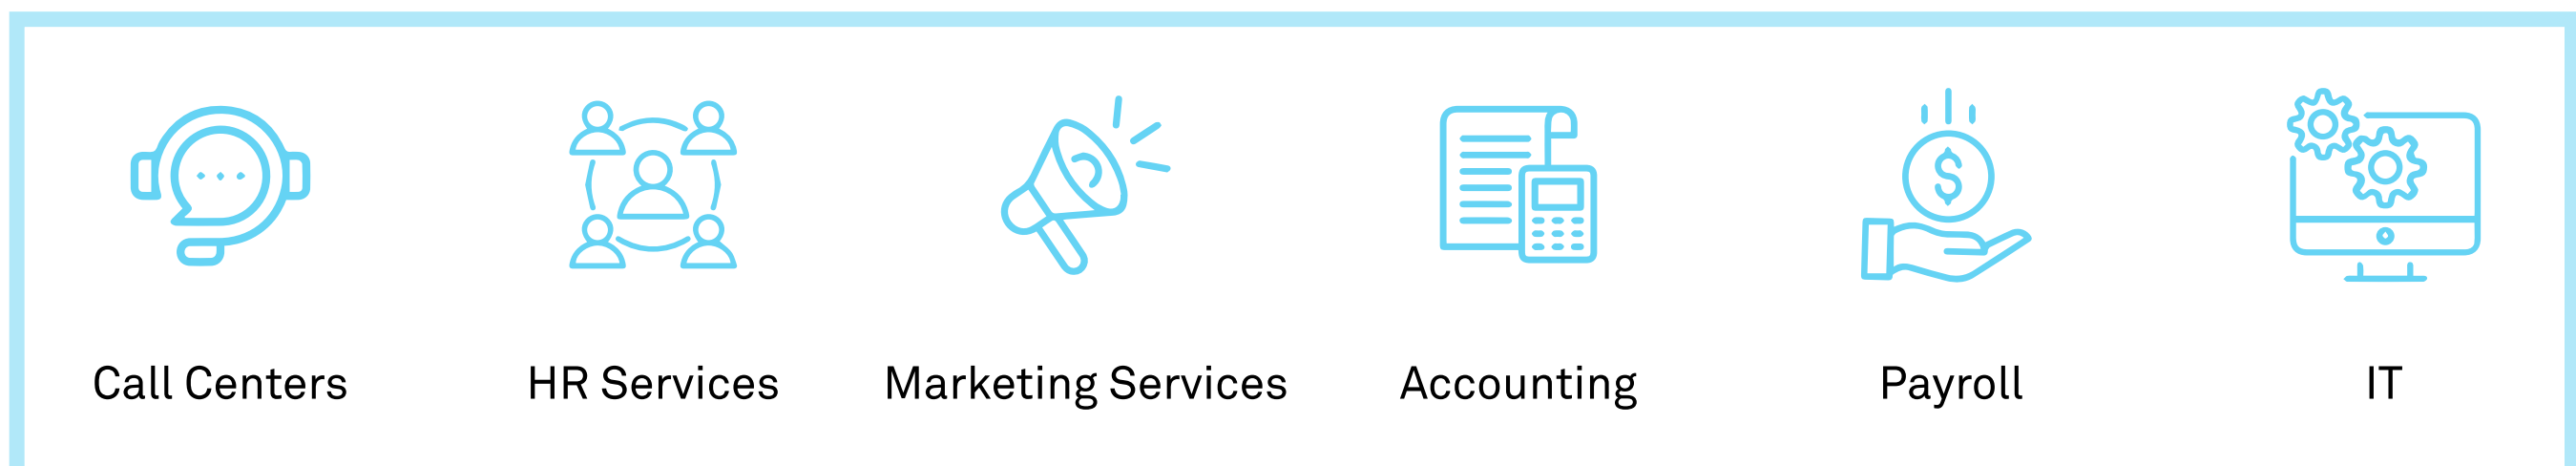 Call Centers
HR Services
Marketing Services
Accounting
Payroll
IT